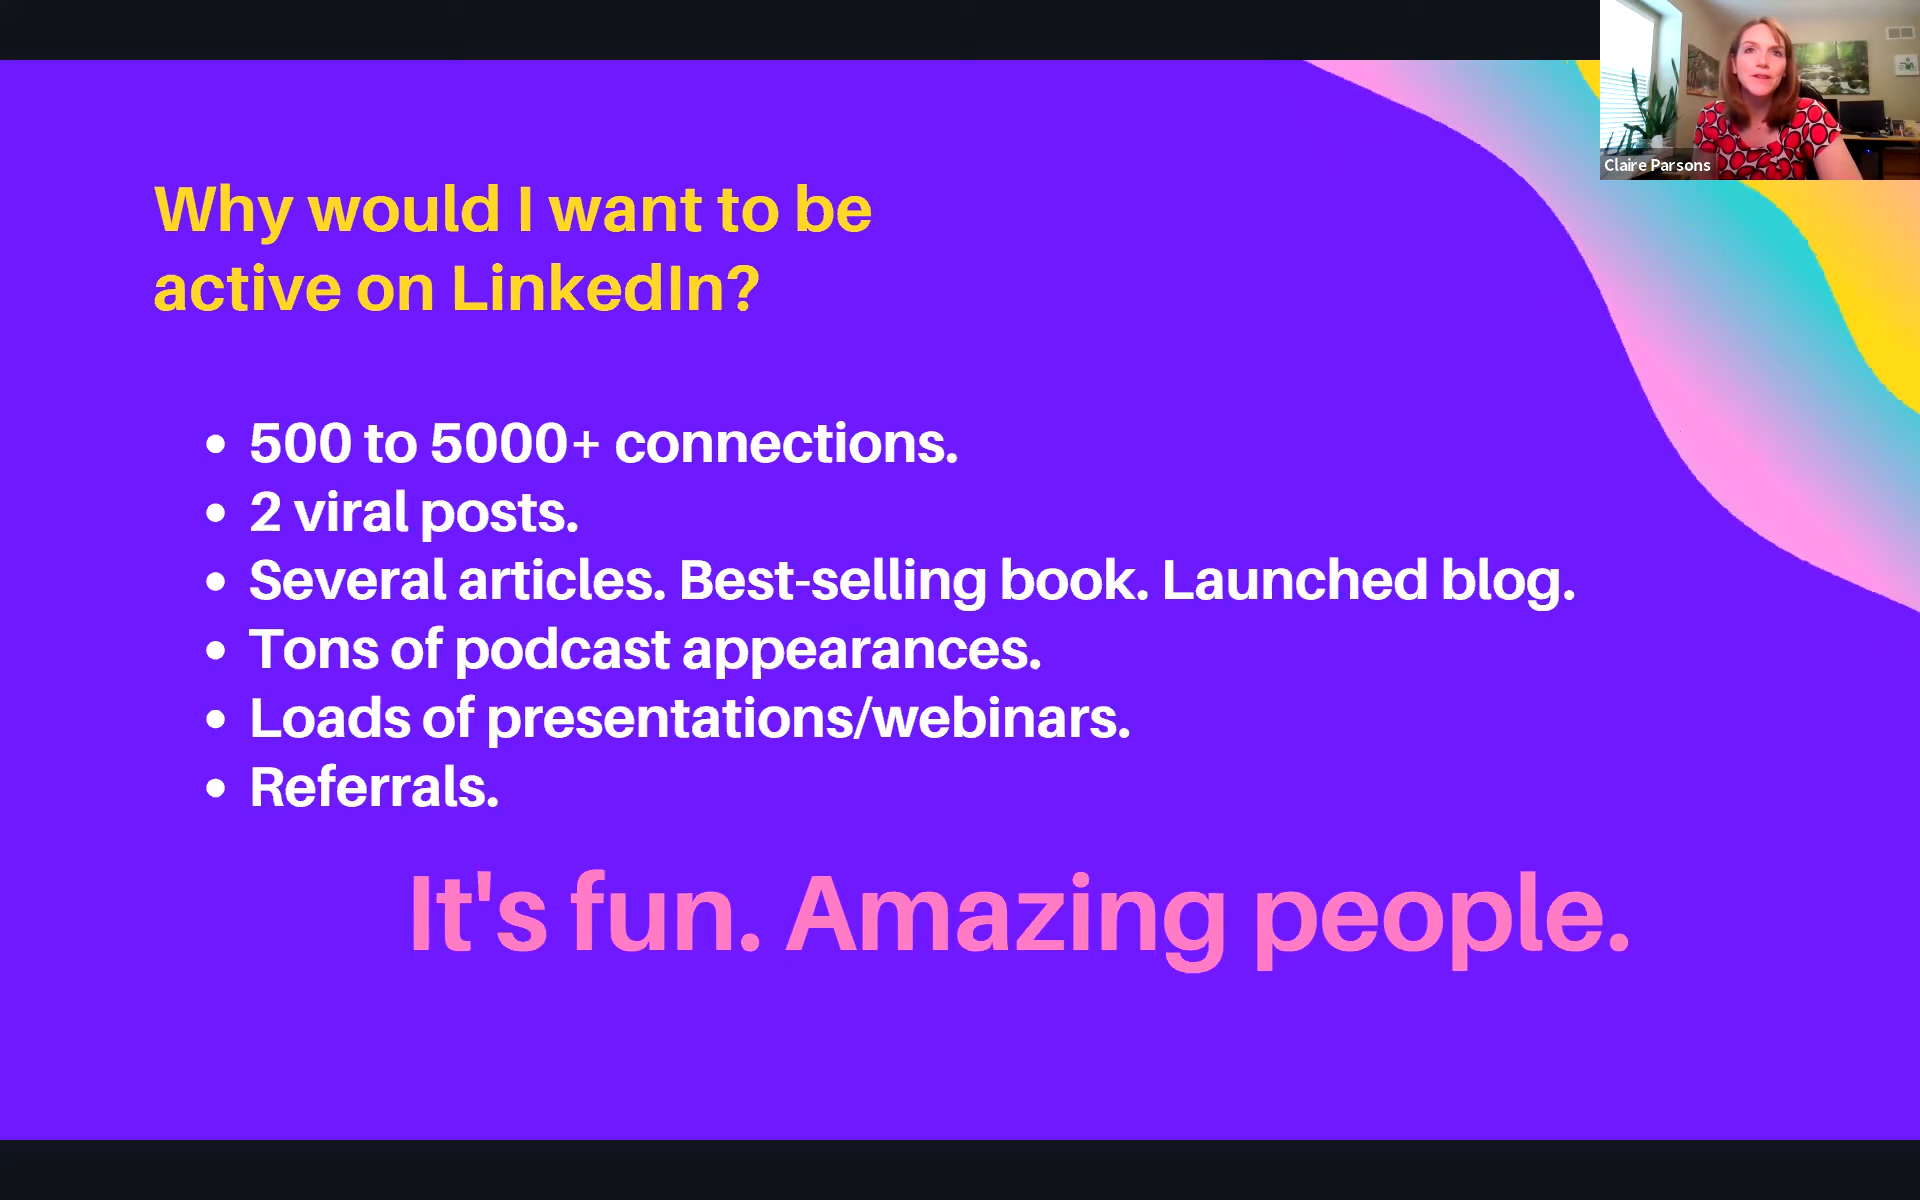 Claire Parsons
Why would I want to be
active on LinkedIn?
• 500 to 5000+ connections.
• 2 viral posts.
• Several articles. Best-selling book. Launched blog.
• Tons of podcast appearances.
• Loads of presentations/webinars.
• Referrals.
It's fun. Amazing people.